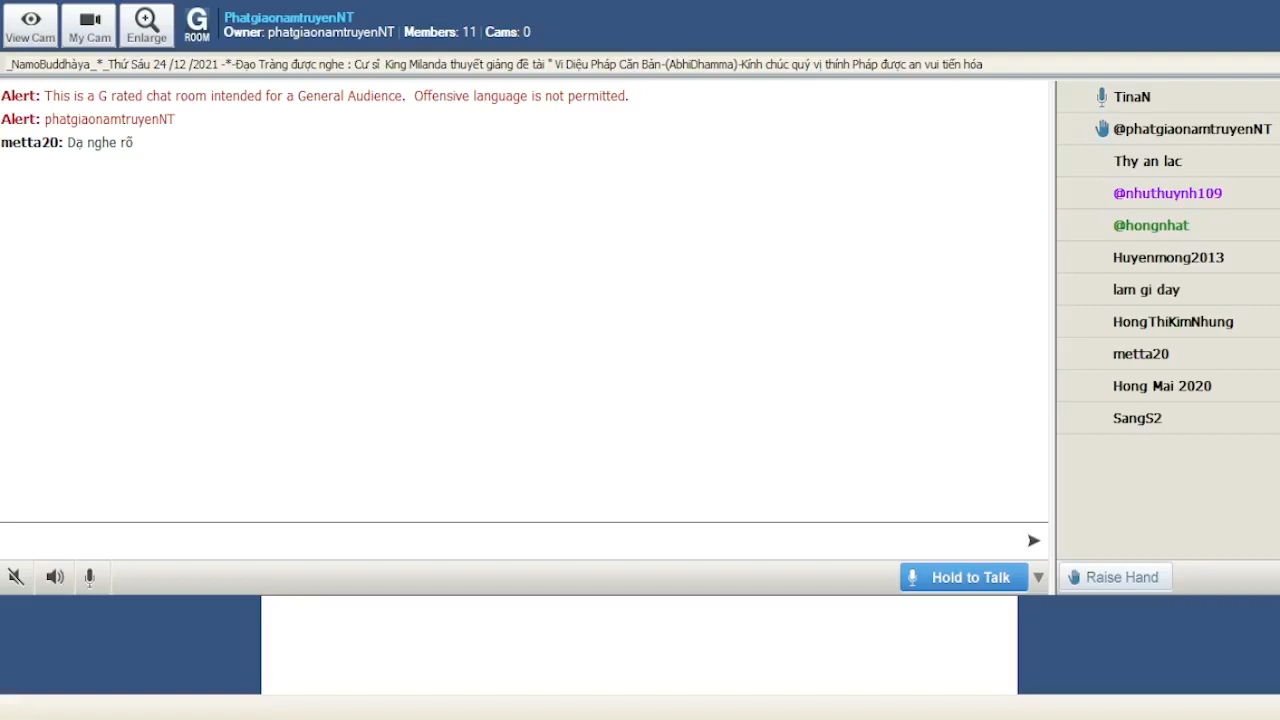 View Cam
My Cam
Enlarge
G
ROOM
PhatgiaonamtruyenNT
Owner: phatgiaonamtruyenNT | Members: 11 | Cams: 0
_NamoBuddhàya_*_Thứ Sáu 24 /12 /2021 -*-Đạo Tràng được nghe : Cư sĩ King Milanda thuyết giảng đề tài " Vi Diệu Pháp Căn Bản-(AbhiDhamma)-Kính chúc quý vị thính Pháp được an vui tiến hóa
Alert: This is a G rated chat room intended for a General Audience. Offensive language is not permitted.
Alert: phatgiaonamtruyenNT
metta20: Dạ nghe rõ
TinaN
@phatgiaonamtruyenNT
Thy an lac
@nhuthuynh109
@hongnhat
Huyenmong2013
lam gi day
HongThiKimNhung
metta20
Hong Mai 2020
SangS2
Hold to Talk
Raise Hand